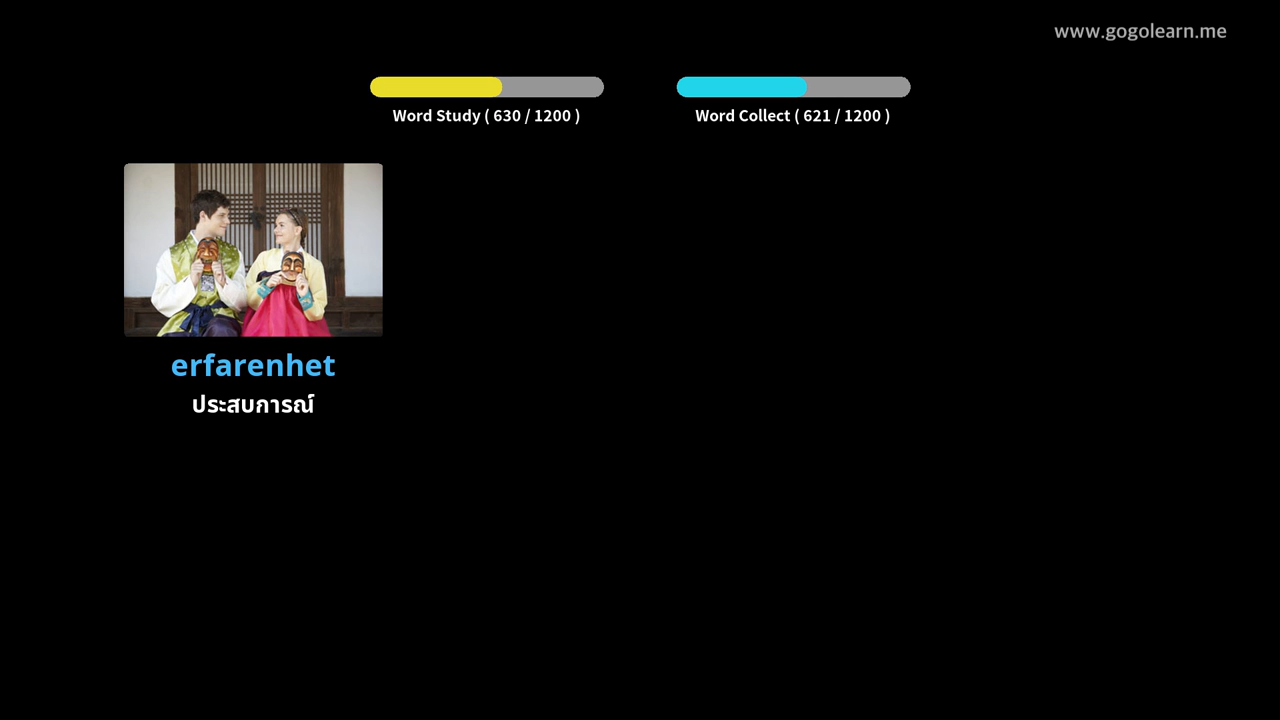 www.gogolearn.me
Word Study ( 630 / 1200 )
Word Collect ( 621 / 1200 )
erfarenhet
ประสบการณ์